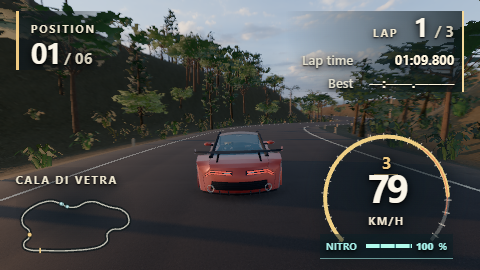 POSITION
01 / 06
LAP 1 / 3
Lap time 01:09.800
Best
CALA DI VETRA
3
79
KM/H
NITRO 100 %